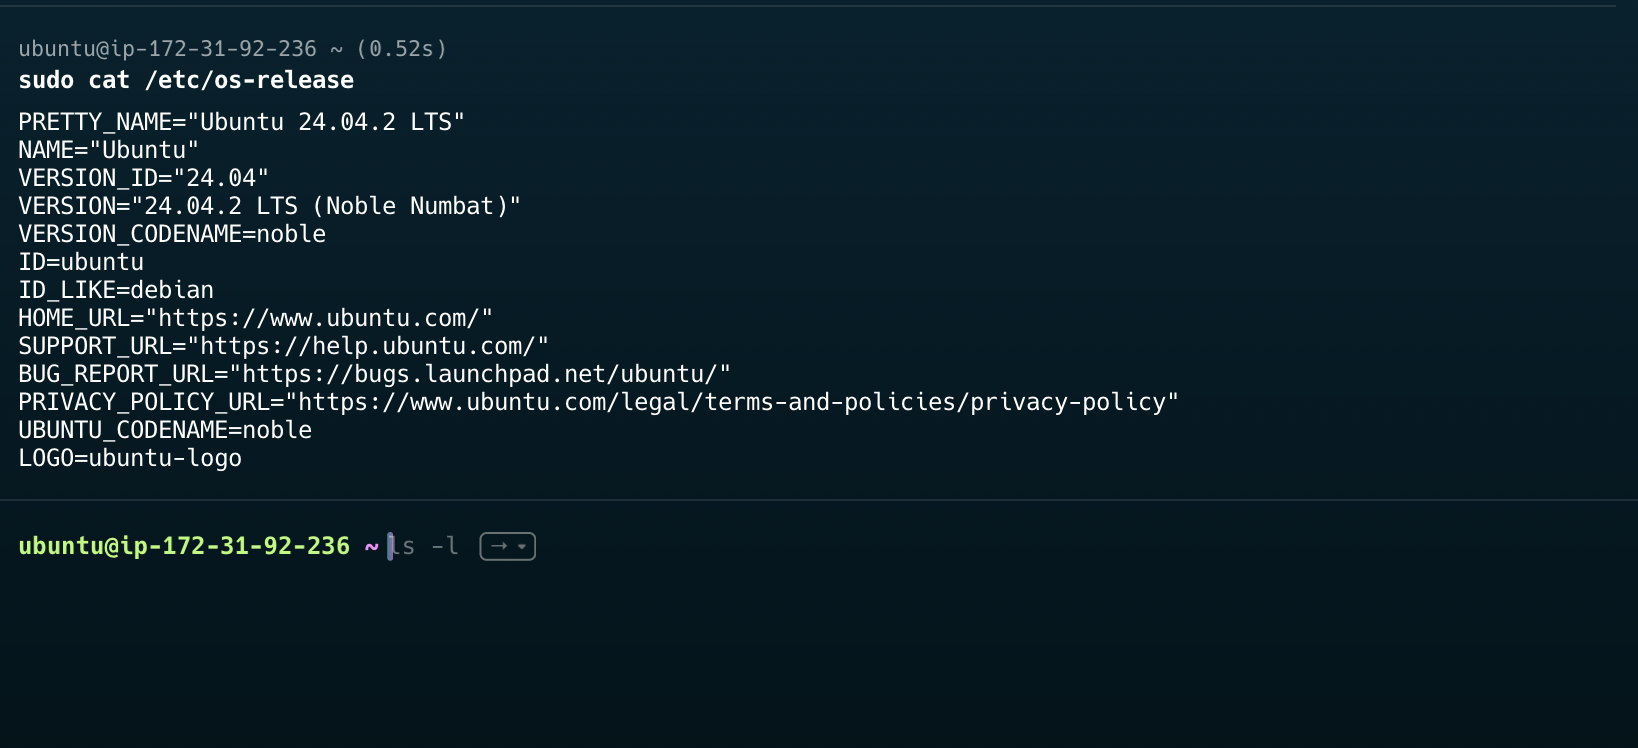 ubuntu@ip-172-31-92-236 ~ (0.52s)
sudo cat /etc/os-release
PRETTY_NAME="Ubuntu 24.04.2 LTS"
NAME="Ubuntu"
VERSION_ID="24.04"
VERSION="24.04.2 LTS (Noble Numbat)"
VERSION_CODENAME=noble
ID=ubuntu
ID_LIKE=debian
HOME_URL="https://www.ubuntu.com/"
SUPPORT_URL="https://help.ubuntu.com/"
BUG_REPORT_URL="https://bugs.launchpad.net/ubuntu/"
PRIVACY_POLICY_URL="https://www.ubuntu.com/legal/terms-and-policies/privacy-policy"
UBUNTU_CODENAME=noble
LOGO=ubuntu-logo
ubuntu@ip-172-31-92-236 ~ ls -l →